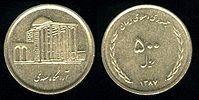 آرامگاه سعدی
جمهوری اسلامی ایران
۵۰۰
ریال
۱۳۸۷